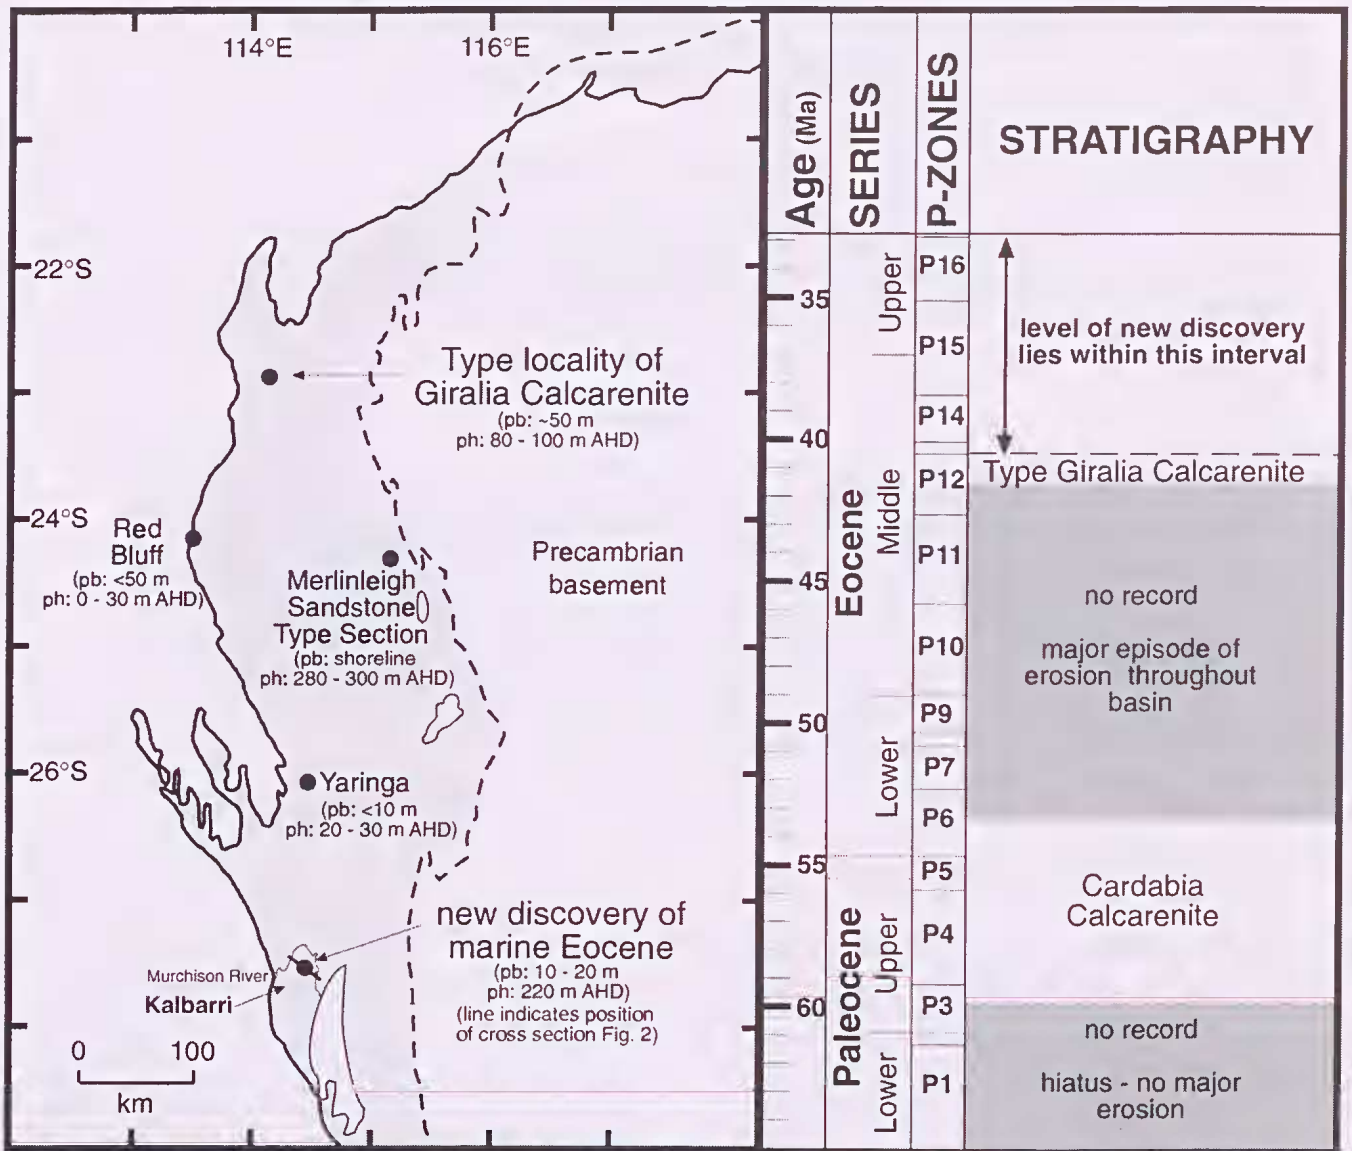 114°E
116°E
22°S
24°S
26°S
Type locality of
Giralia Calcarenite
(pb: ~50 m
ph: 80 - 100 m AHD)
Red
Bluff
(pb: <50 m
ph: 0 - 30 m AHD)
Merlinleigh
Sandstone
Type Section
(pb: shoreline
ph: 280 - 300 m AHD)
Precambrian
basement
Yaringa
(pb: <10 m
ph: 20 - 30 m AHD)
new discovery of
marine Eocene
(pb: 10 - 20 m
ph: 220 m AHD)
(line indicates position
of cross section Fig. 2)
Murchison River
Kalbarri
0 100
km
Age (Ma)
SERIES
P-ZONES
STRATIGRAPHY
35
40
45
50
55
60
Eocene
Upper
Middle
Lower
Paleocene
Upper
Lower
P16
P15
P14
P12
P11
P10
P9
P7
P6
P5
P4
P3
P1
level of new discovery
lies within this interval
Type Giralia Calcarenite
no record
major episode of
erosion throughout
basin
Cardabia
Calcarenite
no record
hiatus - no major
erosion